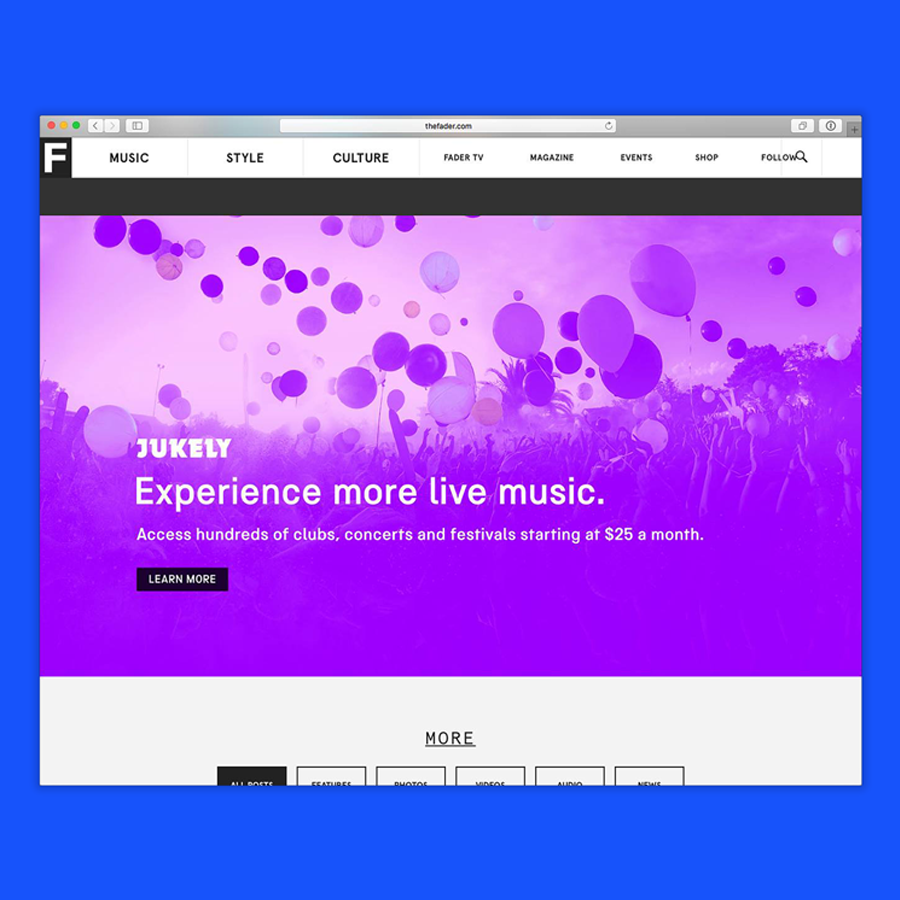 thefader.com
F
MUSIC STYLE CULTURE FADER TV MAGAZINE EVENTS SHOP FOLLOW
JUKELY
Experience more live music.
Access hundreds of clubs, concerts and festivals starting at $25 a month.
LEARN MORE
MORE
ALL POSTS FEATURES PHOTOS VIDEOS AUDIO NEWS